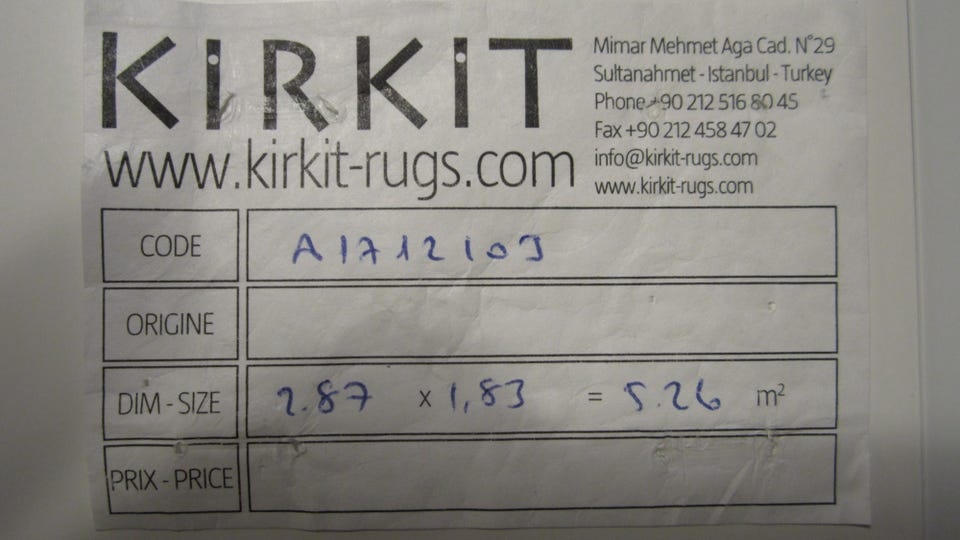 KiRKiT
Mimar Mehmet Aga Cad. N°29
Sultanahmet - Istanbul - Turkey
Phone +90 212 516 80 45
Fax +90 212 458 47 02
info@kirkit-rugs.com
www.kirkit-rugs.com
www.kirkit-rugs.com
CODE
ORIGINE
DIM - SIZE 2.87 x 1,83 = 5.26 m²
PRIX - PRICE